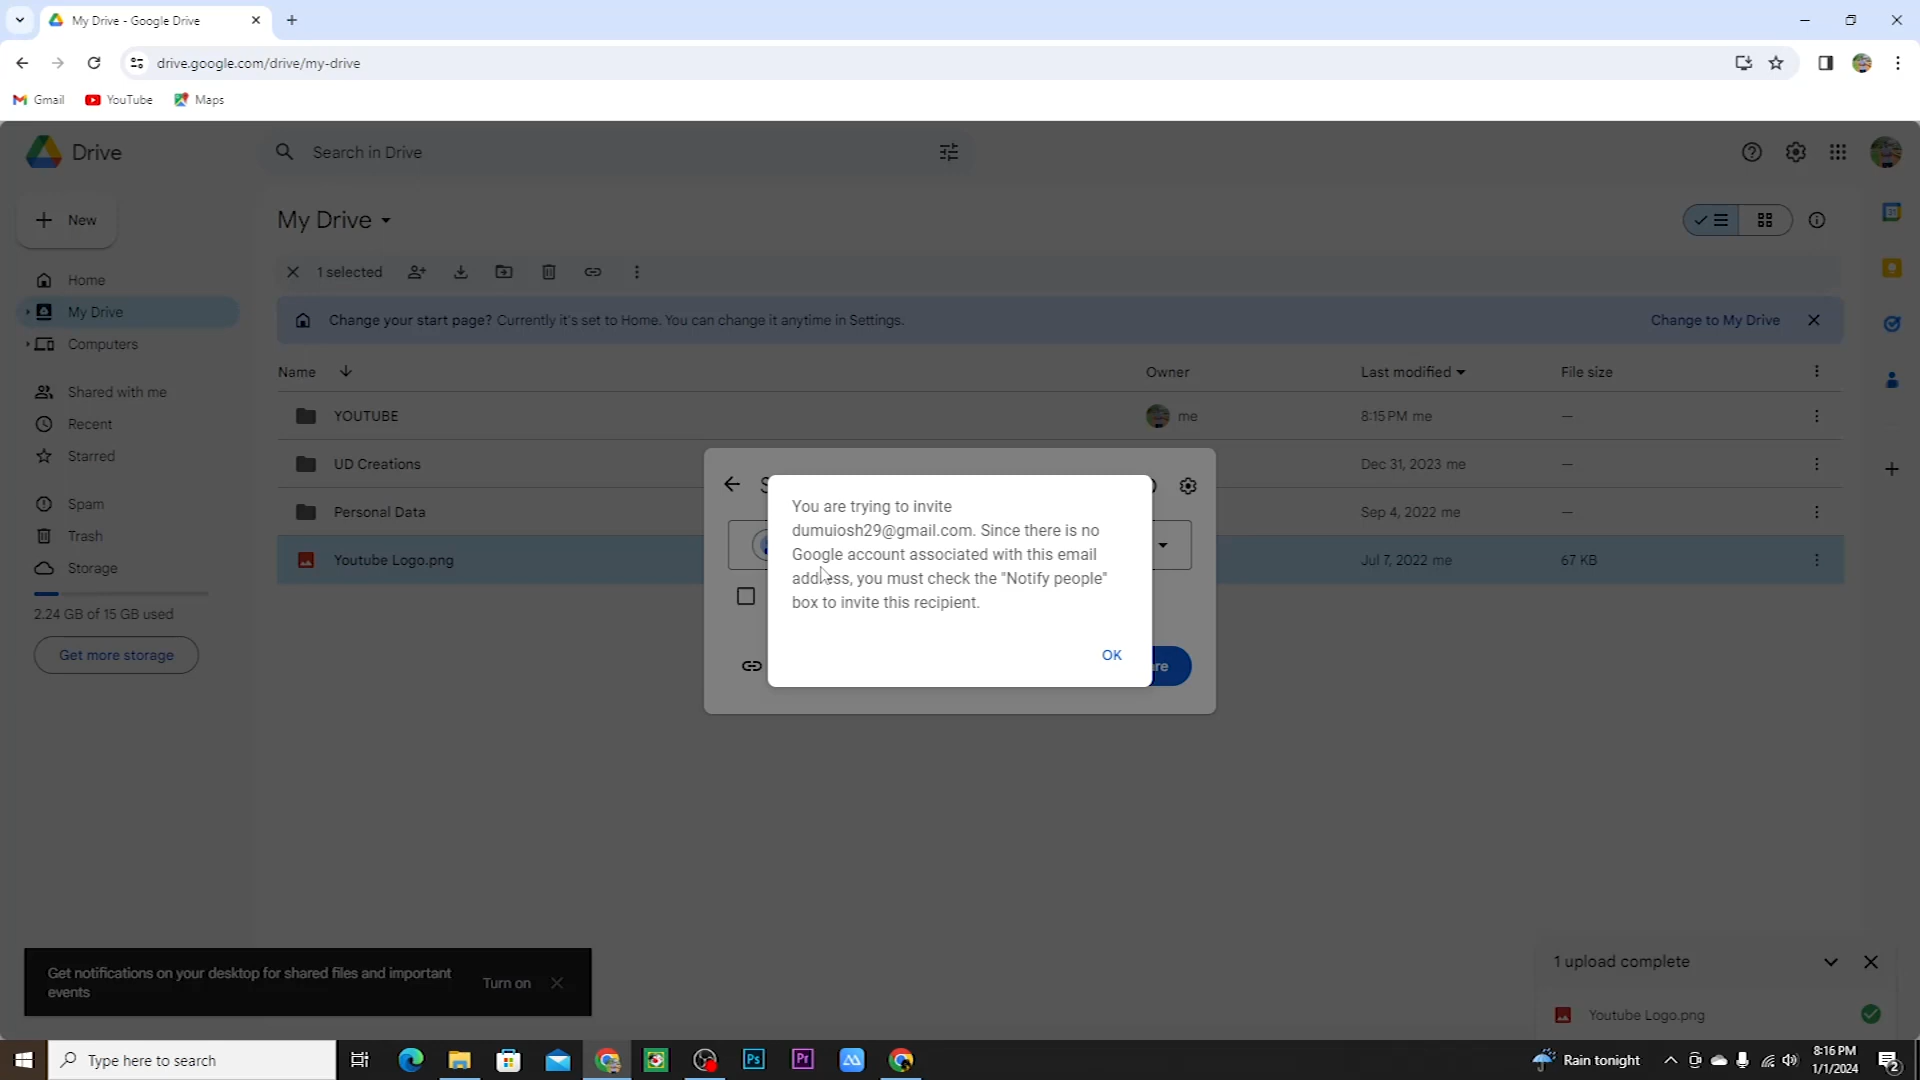 My Drive - Google Drive
drive.google.com/drive/my-drive
Gmail
YouTube
Maps
Drive
Search in Drive
New
My Drive
1 selected
Home
My Drive
Computers
Shared with me
Recent
Starred
Spam
Trash
Storage
2.24 GB of 15 GB used
Get more storage
Change your start page? Currently it's set to Home. You can change it anytime in Settings.
Change to My Drive
Name
Owner
Last modified
File size
YOUTUBE
me
8:15 PM me
—
UD Creations
Dec 31, 2023 me
—
Personal Data
Sep 4, 2022 me
—
Youtube Logo.png
Jul 7, 2022 me
67 KB
You are trying to invite
dumuiosh29@gmail.com. Since there is no
Google account associated with this email
address, you must check the "Notify people"
box to invite this recipient.
OK
Get notifications on your desktop for shared files and important
events
Turn on
1 upload complete
Youtube Logo.png
Type here to search
Ps
Pr
Rain tonight
8:16 PM
1/1/2024
2